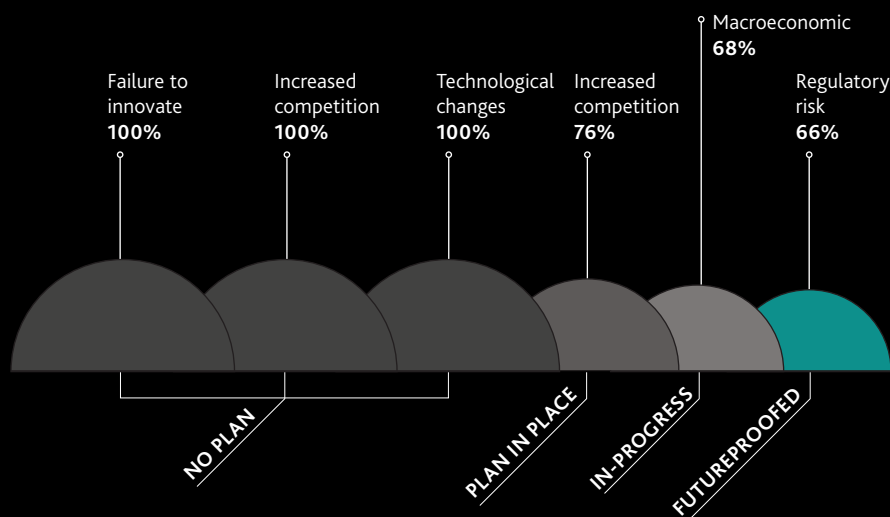 Macroeconomic
68%
Failure to
innovate
100%
Increased
competition
100%
Technological
changes
100%
Increased
competition
76%
Regulatory
risk
66%
NO PLAN
PLAN IN PLACE
IN-PROGRESS
FUTUREPROOFED